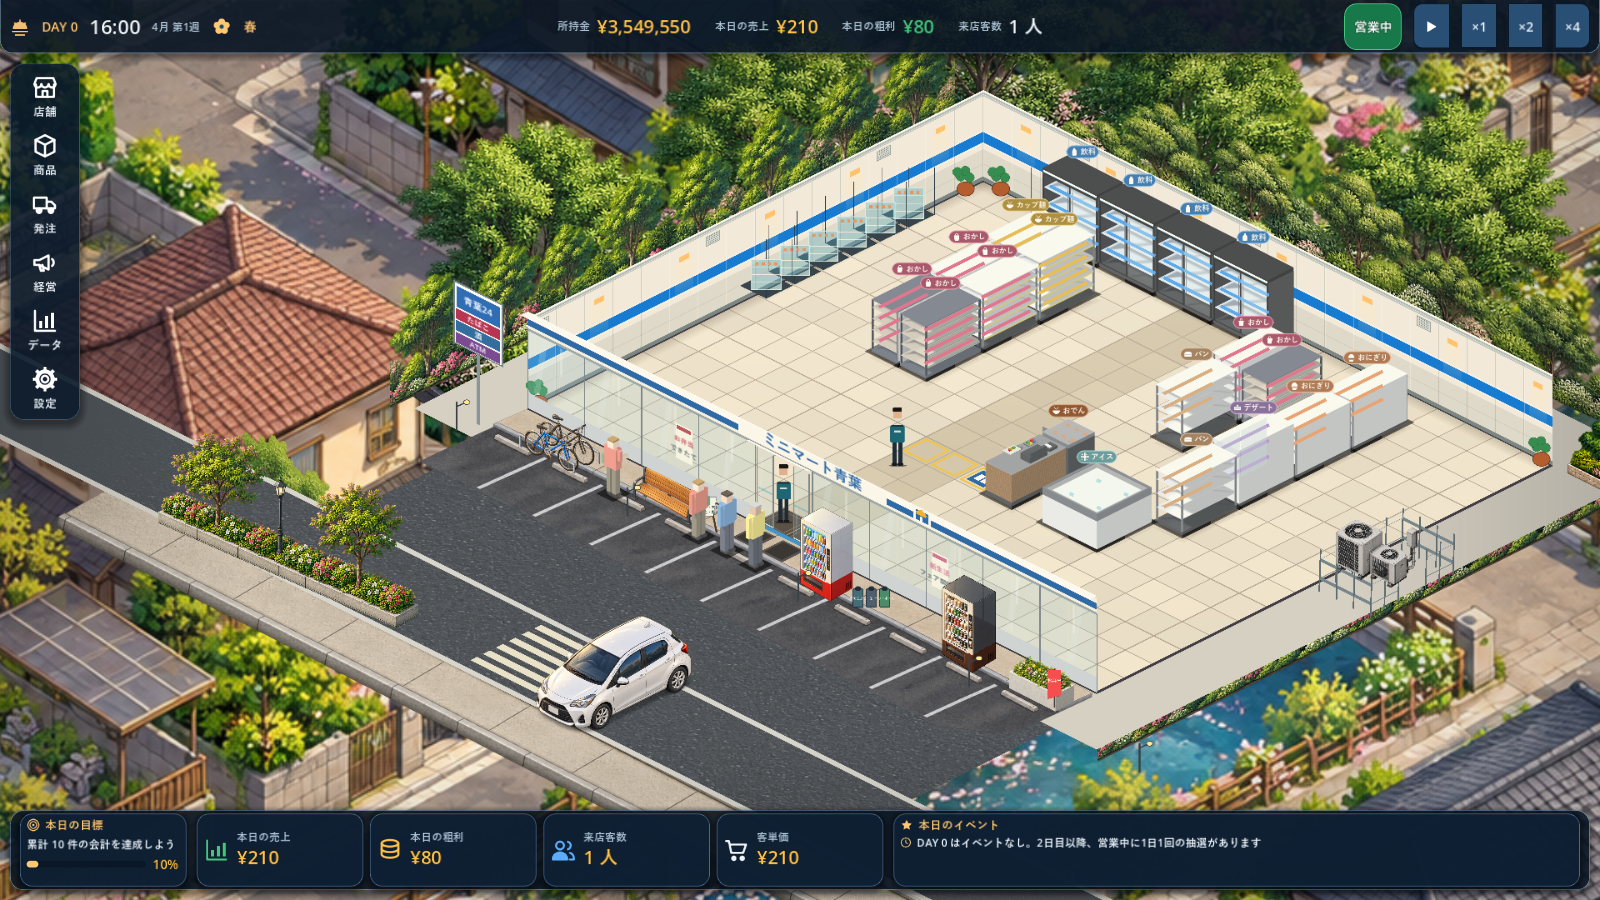 DAY 0 16:00 4月 第1週 春
所持金 ¥3,549,550 本日の売上 ¥210 本日の粗利 ¥80 来店客数 1 人
営業中 ×1 ×2 ×4
店舗
商品
発注
経営
データ
設定
飲料
飲料
飲料
飲料
カップ麺
カップ麺
おかし
おかし
おかし
おかし
おかし
おかし
パン
おにぎり
おにぎり
デザート
パン
おでん
アイス
青葉24
たばこ
酒
ATM
ミニマート青葉
本日の目標
累計 10 件の会計を達成しよう
10%
本日の売上
¥210
本日の粗利
¥80
来店客数
1 人
客単価
¥210
本日のイベント
DAY 0 はイベントなし。2日目以降、営業中に1日1回の抽選があります